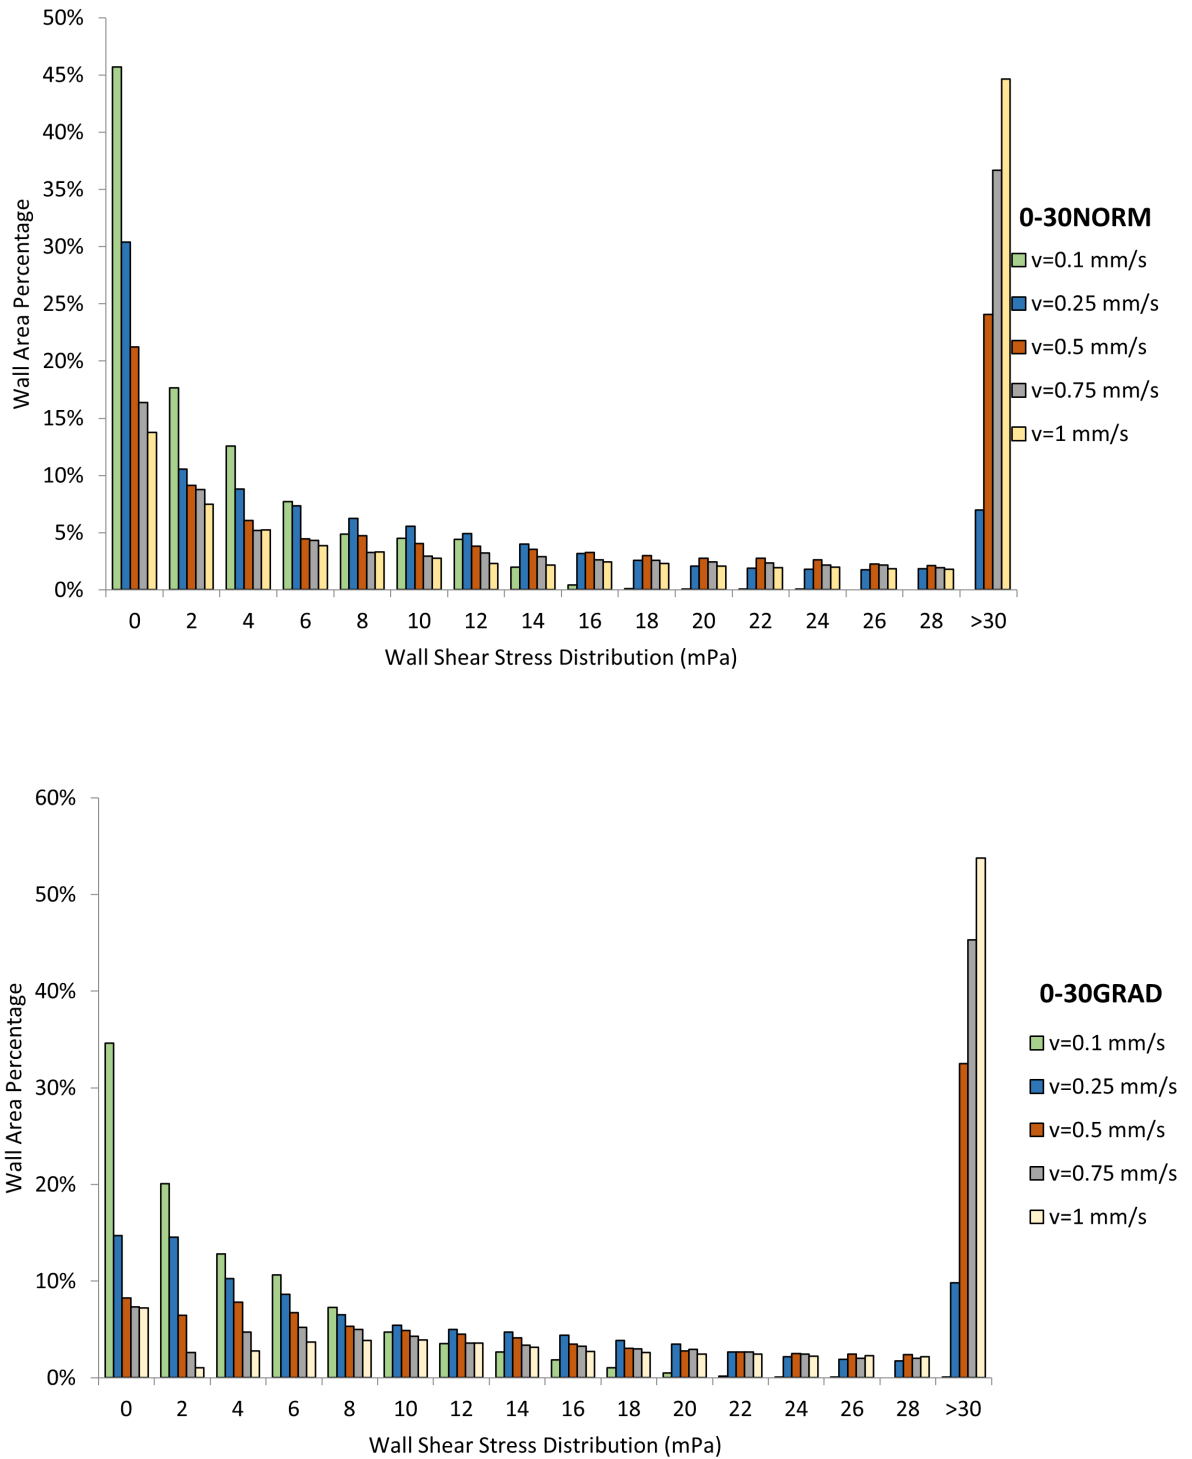 50%
45%
40%
35%
30%
25%
20%
15%
10%
5%
0%
Wall Area Percentage
0 2 4 6 8 10 12 14 16 18 20 22 24 26 28 >30
Wall Shear Stress Distribution (mPa)
0-30NORM
v=0.1 mm/s
v=0.25 mm/s
v=0.5 mm/s
v=0.75 mm/s
v=1 mm/s
60%
50%
40%
30%
20%
10%
0%
Wall Area Percentage
0 2 4 6 8 10 12 14 16 18 20 22 24 26 28 >30
Wall Shear Stress Distribution (mPa)
0-30GRAD
v=0.1 mm/s
v=0.25 mm/s
v=0.5 mm/s
v=0.75 mm/s
v=1 mm/s